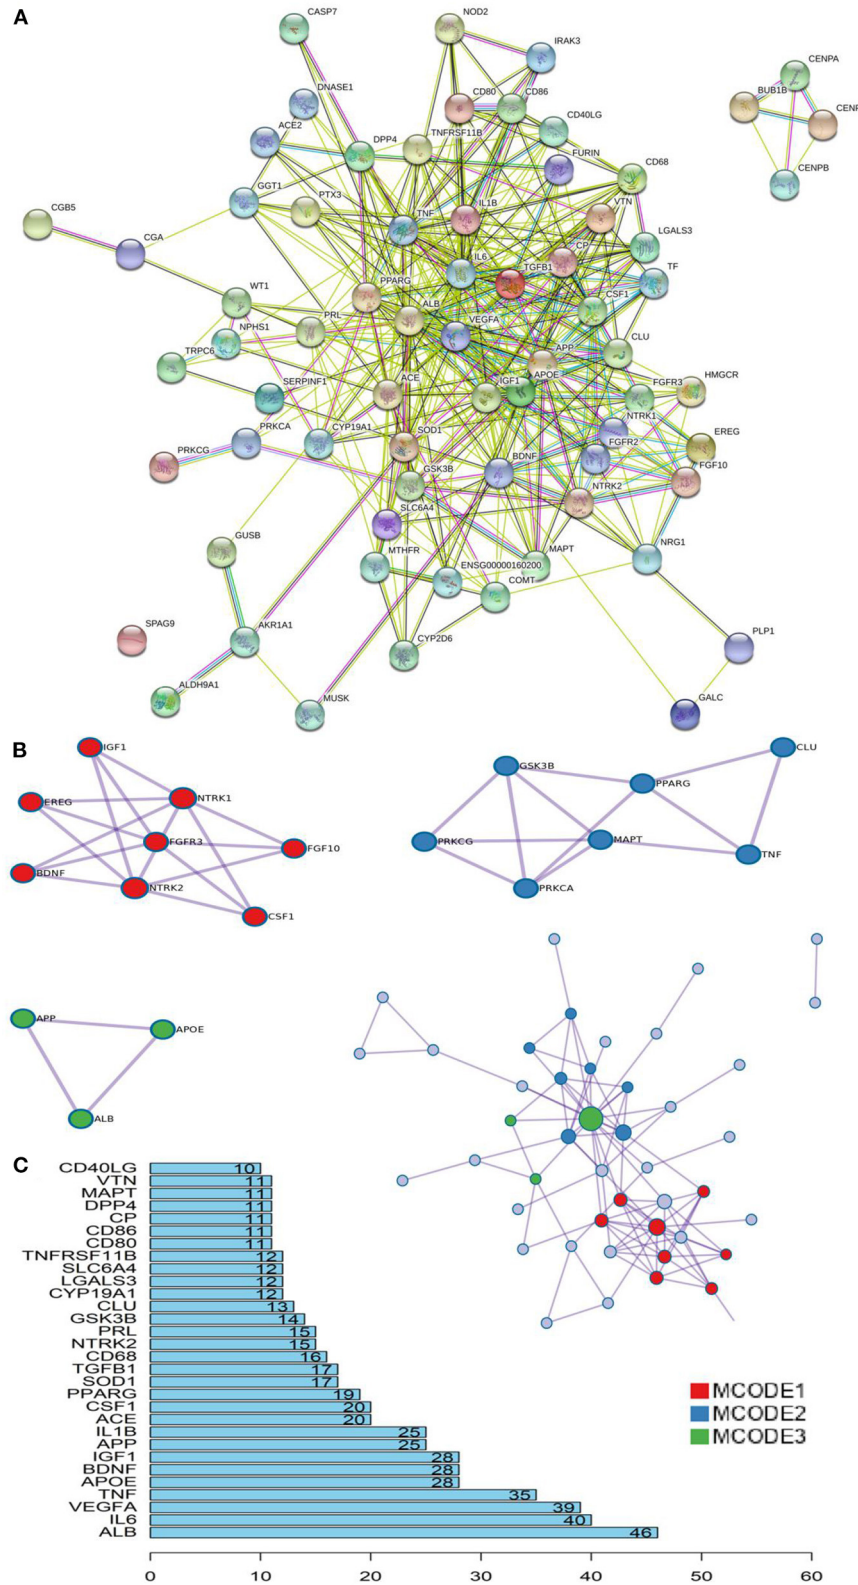 A
CASP7
NOD2
IRAK3
CENPA
DNASE1
CD80
CD86
BUB1B
CENP
ACE2
TNFRSF11B
CD40LG
DPP4
FURIN
CENPB
CD68
GGT1
PTX3
IL1B
VTN
CGB5
TNF
LGALS3
CGA
IL6
CP
TGFB1
TF
WT1
PPARG
ALB
CSF1
NPHS1
PRL
VEGFA
CLU
TRPC6
APP
SERPINF1
ACE
IGF1
APOE
FGFR3
HMGCR
PRKCA
CYP19A1
SOD1
NTRK1
EREG
PRKCG
BDNF
FGFR2
FGF10
GSK3B
NTRK2
SLC6A4
GUSB
MTHFR
ENSG00000160200
MAPT
NRG1
COMT
SPAG9
AKR1A1
CYP2D6
PLP1
ALDH9A1
MUSK
GALC
B
IGF1
CLU
GSK3B
PPARG
EREG
NTRK1
FGFR3
FGF10
PRKCG
MAPT
TNF
BDNF
NTRK2
PRKCA
CSF1
APP
APOE
ALB
C
CD40LG 10
VTN 11
MAPT 11
DPP4 11
CP 11
CD86 11
CD80 11
TNFRSF11B 12
SLC6A4 12
LGALS3 12
CYP19A1 12
CLU 13
GSK3B 14
PRL 15
NTRK2 15
CD68 16
TGFB1 17
SOD1 17
PPARG 19
CSF1 20
ACE 20
IL1B 25
APP 25
IGF1 28
BDNF 28
APOE 28
TNF 35
VEGFA 39
IL6 40
ALB 46
0 10 20 30 40 50 60
MCODE1
MCODE2
MCODE3